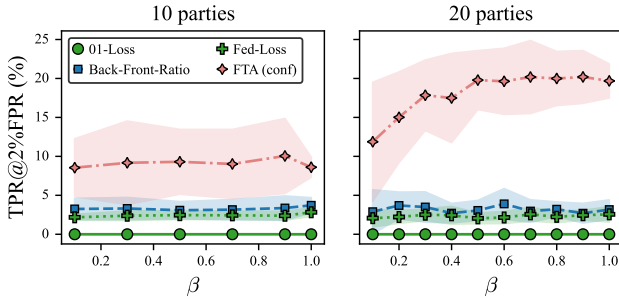 10 parties
20 parties
TPR@2%FPR (%)
25
20
15
10
5
0
01-Loss
Back-Front-Ratio
Fed-Loss
FTA (conf)
0.2 0.4 0.6 0.8 1.0
0.2 0.4 0.6 0.8 1.0
β
β